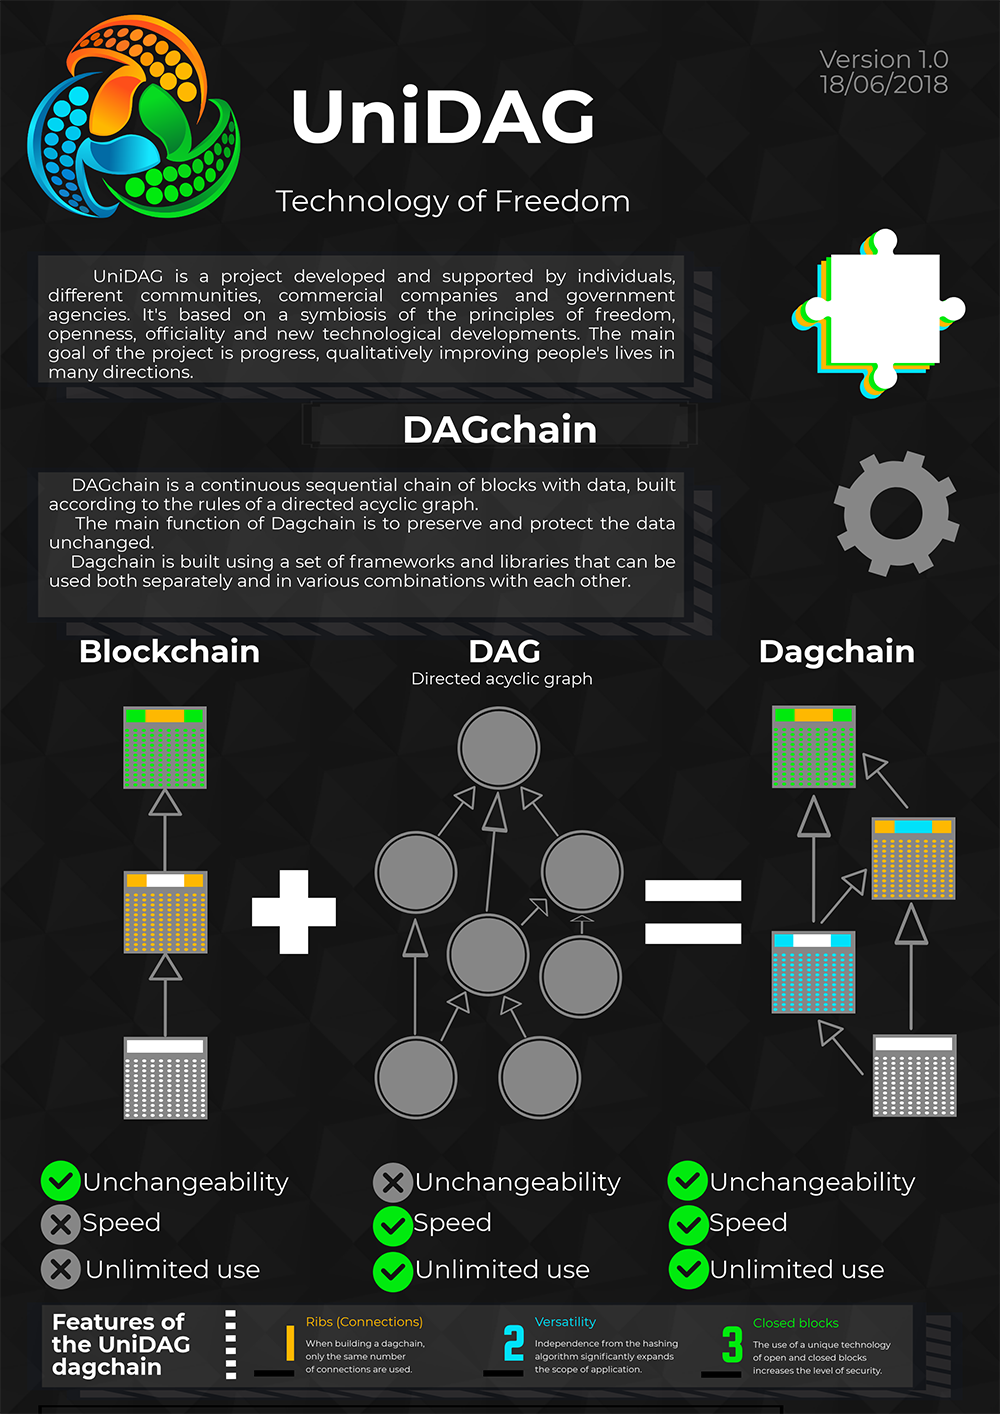 Version 1.0
18/06/2018
UniDAG
Technology of Freedom
UniDAG is a project developed and supported by individuals,
different communities, commercial companies and government
agencies. It's based on a symbiosis of the principles of freedom,
openness, officiality and new technological developments. The main
goal of the project is progress, qualitatively improving people's lives in
many directions.
DAGchain
DAGchain is a continuous sequential chain of blocks with data, built
according to the rules of a directed acyclic graph.
The main function of Dagchain is to preserve and protect the data
unchanged.
Dagchain is built using a set of frameworks and libraries that can be
used both separately and in various combinations with each other.
Blockchain
DAG
Directed acyclic graph
Dagchain
Unchangeability
Speed
Unlimited use
Unchangeability
Speed
Unlimited use
Unchangeability
Speed
Unlimited use
Features of
the UniDAG
dagchain
1
Ribs (Connections)
When building a dagchain,
only the same number
of connections are used.
2
Versatility
Independence from the hashing
algorithm significantly expands
the scope of application.
3
Closed blocks
The use of a unique technology
of open and closed blocks
increases the level of security.